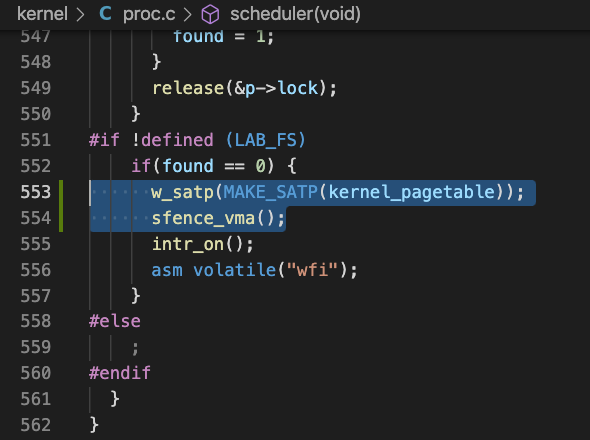 kernel > C proc.c > scheduler(void)
547 found = 1;
548 }
549 release(&p->lock);
550 }
551 #if !defined (LAB_FS)
552 if(found == 0) {
553 w_satp(MAKE_SATP(kernel_pagetable));
554 sfence_vma();
555 intr_on();
556 asm volatile("wfi");
557 }
558 #else
559 ;
560 #endif
561 }
562 }